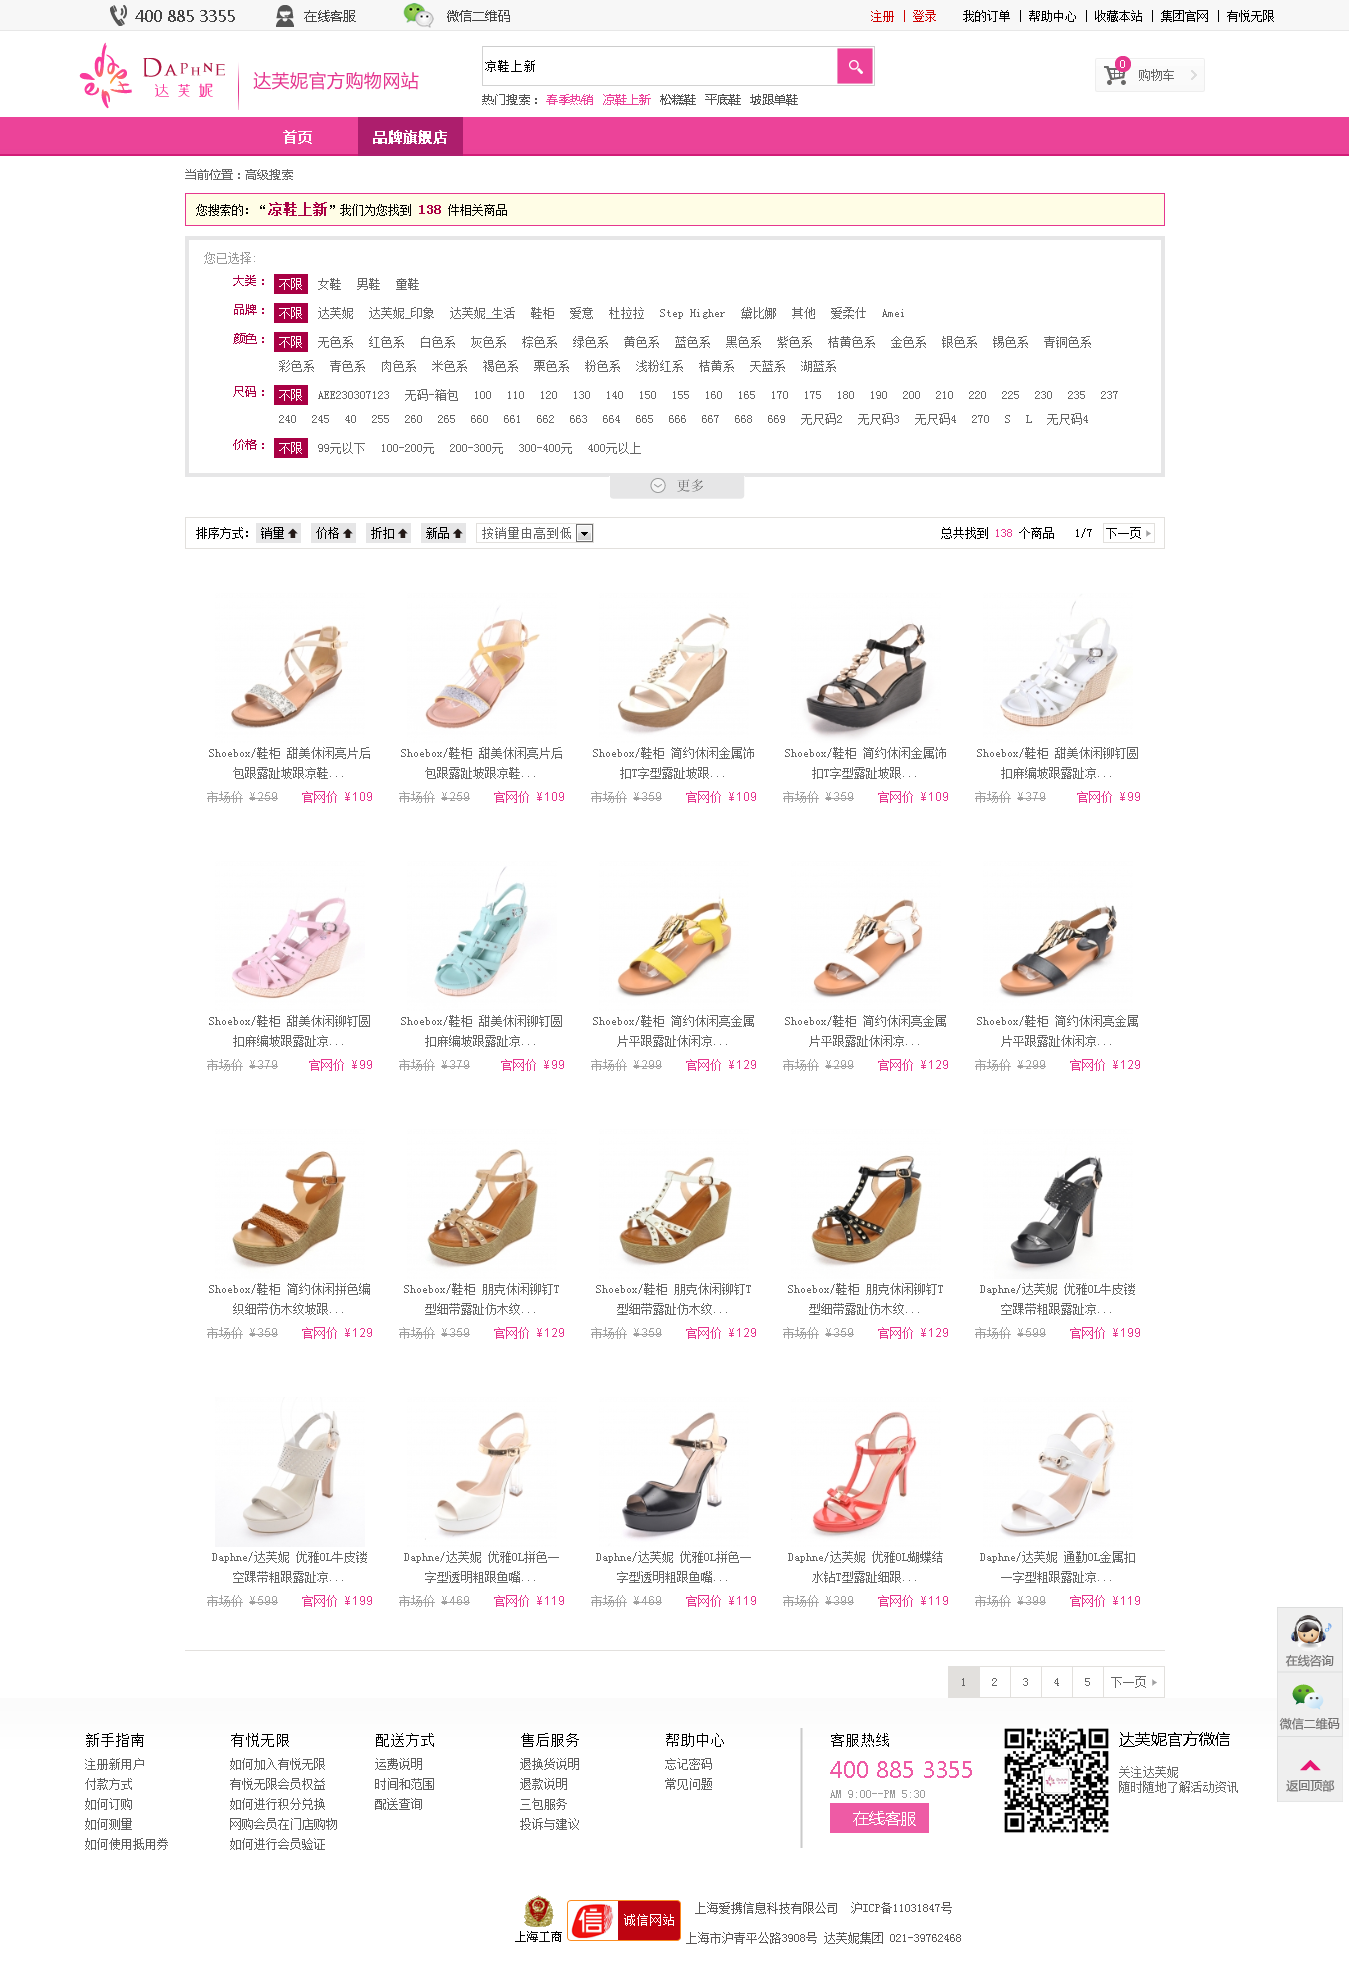 400 885 3355 在线客服 微信二维码 注册 | 登录 我的订单 | 帮助中心 | 收藏本站 | 集团官网 | 有悦无限
DAPHNE
达芙妮
达芙妮官方购物网站
凉鞋上新
0 购物车
热门搜索： 春季热销 凉鞋上新 松糕鞋 平底鞋 坡跟单鞋
首页 品牌旗舰店
当前位置：高级搜索
您搜索的：“凉鞋上新”我们为您找到 138 件相关商品
您已选择:
大类： 不限 女鞋 男鞋 童鞋
品牌： 不限 达芙妮 达芙妮_印象 达芙妮_生活 鞋柜 爱意 杜拉拉 Step Higher 黛比娜 其他 爱柔仕 Amei
颜色： 不限 无色系 红色系 白色系 灰色系 棕色系 绿色系 黄色系 蓝色系 黑色系 紫色系 桔黄色系 金色系 银色系 锡色系 青铜色系
彩色系 青色系 肉色系 米色系 褐色系 栗色系 粉色系 浅粉红系 桔黄系 天蓝系 湖蓝系
尺码： 不限 AEE230307123 无码-箱包 100 110 120 130 140 150 155 160 165 170 175 180 190 200 210 220 225 230 235 237
240 245 40 255 260 265 660 661 662 663 664 665 666 667 668 669 无尺码2 无尺码3 无尺码4 270 S L 无尺码4
价格： 不限 99元以下 100-200元 200-300元 300-400元 400元以上
更多
排序方式： 销量 价格 折扣 新品 按销量由高到低 总共找到 138 个商品 1/7 下一页
Shoebox/鞋柜 甜美休闲亮片后 Shoebox/鞋柜 甜美休闲亮片后 Shoebox/鞋柜 简约休闲金属饰 Shoebox/鞋柜 简约休闲金属饰 Shoebox/鞋柜 甜美休闲铆钉圆
包跟露趾坡跟凉鞋... 包跟露趾坡跟凉鞋... 扣T字型露趾坡跟... 扣T字型露趾坡跟... 扣麻编坡跟露趾凉...
市场价 ¥259 官网价 ¥109 市场价 ¥259 官网价 ¥109 市场价 ¥359 官网价 ¥109 市场价 ¥359 官网价 ¥109 市场价 ¥379 官网价 ¥99
Shoebox/鞋柜 甜美休闲铆钉圆 Shoebox/鞋柜 甜美休闲铆钉圆 Shoebox/鞋柜 简约休闲亮金属 Shoebox/鞋柜 简约休闲亮金属 Shoebox/鞋柜 简约休闲亮金属
扣麻编坡跟露趾凉... 扣麻编坡跟露趾凉... 片平跟露趾休闲凉... 片平跟露趾休闲凉... 片平跟露趾休闲凉...
市场价 ¥379 官网价 ¥99 市场价 ¥379 官网价 ¥99 市场价 ¥299 官网价 ¥129 市场价 ¥299 官网价 ¥129 市场价 ¥299 官网价 ¥129
Shoebox/鞋柜 简约休闲拼色编 Shoebox/鞋柜 朋克休闲铆钉T Shoebox/鞋柜 朋克休闲铆钉T Shoebox/鞋柜 朋克休闲铆钉T Daphne/达芙妮 优雅OL牛皮镂
织细带仿木纹坡跟... 型细带露趾仿木纹... 型细带露趾仿木纹... 型细带露趾仿木纹... 空踝带粗跟露趾凉...
市场价 ¥359 官网价 ¥129 市场价 ¥359 官网价 ¥129 市场价 ¥359 官网价 ¥129 市场价 ¥359 官网价 ¥129 市场价 ¥599 官网价 ¥199
Daphne/达芙妮 优雅OL牛皮镂 Daphne/达芙妮 优雅OL拼色一 Daphne/达芙妮 优雅OL拼色一 Daphne/达芙妮 优雅OL蝴蝶结 Daphne/达芙妮 通勤OL金属扣
空踝带粗跟露趾凉... 字型透明粗跟鱼嘴... 字型透明粗跟鱼嘴... 水钻T型露趾细跟... 一字型粗跟露趾凉...
市场价 ¥599 官网价 ¥199 市场价 ¥469 官网价 ¥119 市场价 ¥469 官网价 ¥119 市场价 ¥399 官网价 ¥119 市场价 ¥399 官网价 ¥119
在线咨询
微信二维码
返回顶部
1 2 3 4 5 下一页
新手指南 有悦无限 配送方式 售后服务 帮助中心 客服热线 达芙妮官方微信
注册新用户 如何加入有悦无限 运费说明 退换货说明 忘记密码 400 885 3355 关注达芙妮
付款方式 有悦无限会员权益 时间和范围 退款说明 常见问题 AM 9:00--PM 5:30 随时随地了解活动资讯
如何订购 如何进行积分兑换 配送查询 三包服务 在线客服
如何测量 网购会员在门店购物 投诉与建议
如何使用抵用券 如何进行会员验证
上海工商 信 诚信网站 上海爱携信息科技有限公司 沪ICP备11031847号
上海市沪青平公路3908号 达芙妮集团 021-39762468